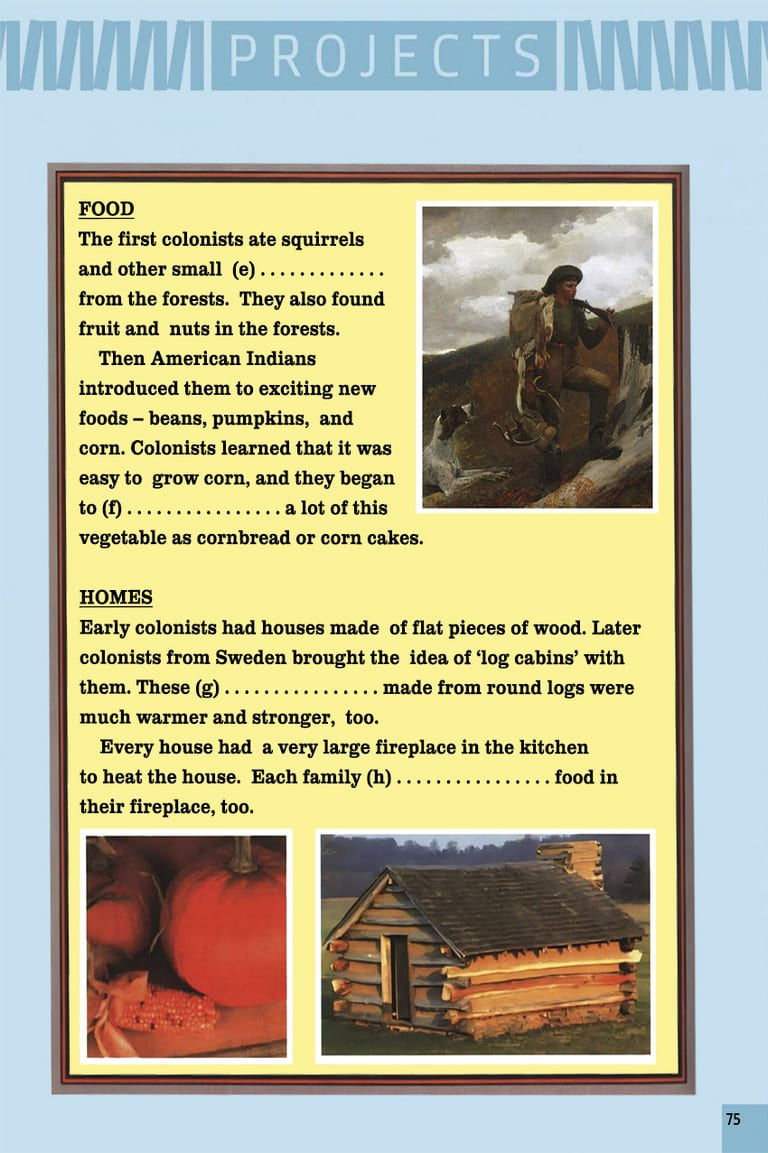 PROJECTS
FOOD
The first colonists ate squirrels
and other small (e) . . . . . . . . . . . . .
from the forests. They also found
fruit and nuts in the forests.
Then American Indians
introduced them to exciting new
foods – beans, pumpkins, and
corn. Colonists learned that it was
easy to grow corn, and they began
to (f) . . . . . . . . . . . . . . . . a lot of this
vegetable as cornbread or corn cakes.
HOMES
Early colonists had houses made of flat pieces of wood. Later
colonists from Sweden brought the idea of ‘log cabins’ with
them. These (g) . . . . . . . . . . . . . . . . made from round logs were
much warmer and stronger, too.
Every house had a very large fireplace in the kitchen
to heat the house. Each family (h) . . . . . . . . . . . . . . . . food in
their fireplace, too.
75